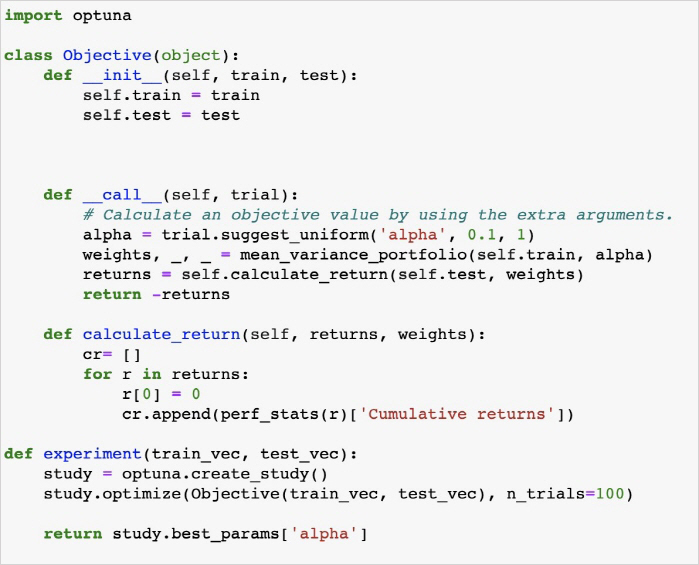 import optuna
class Objective(object):
    def __init__(self, train, test):
        self.train = train
        self.test = test
    def __call__(self, trial):
        # Calculate an objective value by using the extra arguments.
        alpha = trial.suggest_uniform('alpha', 0.1, 1)
        weights, _, _ = mean_variance_portfolio(self.train, alpha)
        returns = self.calculate_return(self.test, weights)
        return -returns
    def calculate_return(self, returns, weights):
        cr= []
        for r in returns:
            r[0] = 0
            cr.append(perf_stats(r)['Cumulative returns'])
def experiment(train_vec, test_vec):
    study = optuna.create_study()
    study.optimize(Objective(train_vec, test_vec), n_trials=100)
    return study.best_params['alpha']